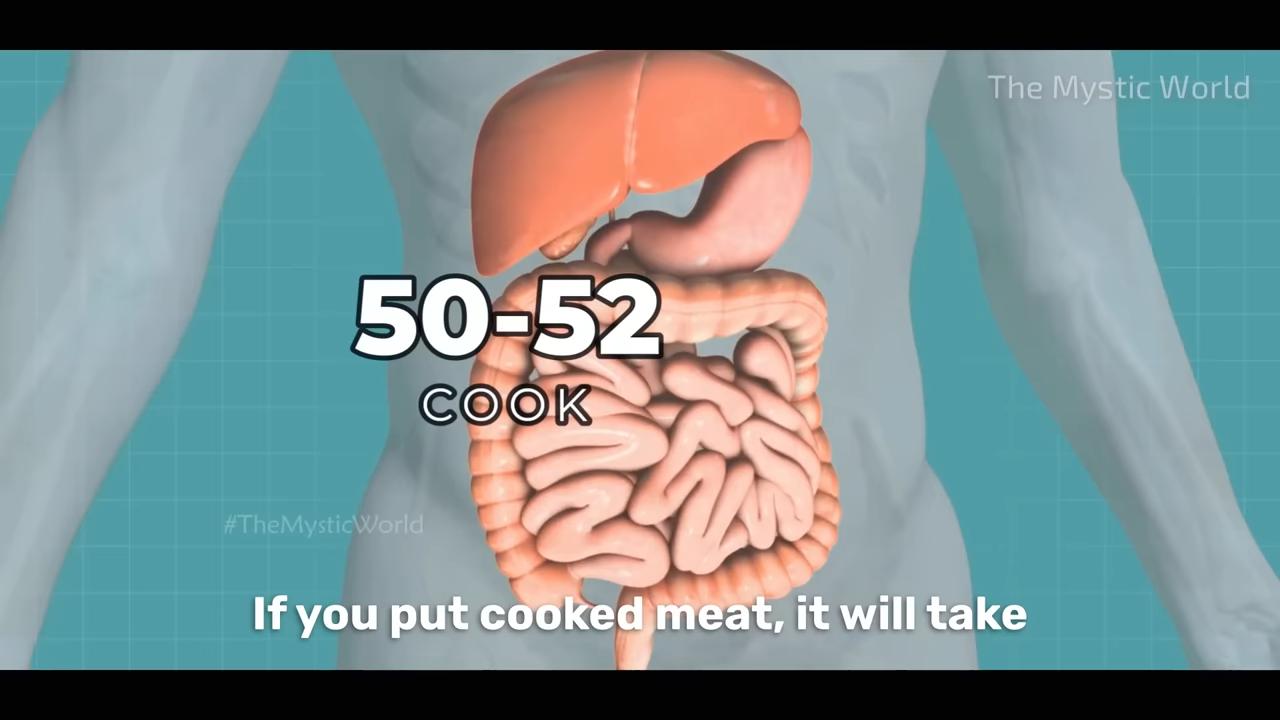 The Mystic World
50-52
COOK
#TheMysticWorld
If you put cooked meat, it will take